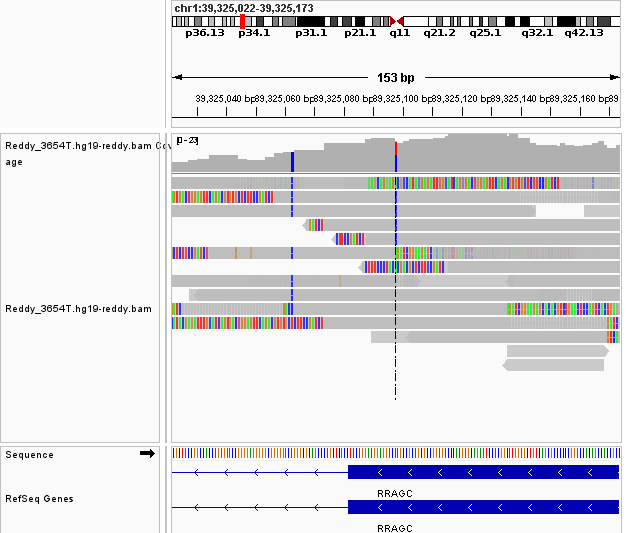 chr1:39,325,022-39,325,173
p36.13 p34.1 p31.1 p21.1 q11 q21.2 q25.1 q32.1 q42.13
153 bp
39,325,040 bp 39,325,060 bp 39,325,080 bp 39,325,100 bp 39,325,120 bp 39,325,140 bp 39,325,160 bp 39
Reddy_3654T.hg19-reddy.bam Cov
age
[0-23]
Reddy_3654T.hg19-reddy.bam
Sequence
RefSeq Genes
RRAGC
RRAGC